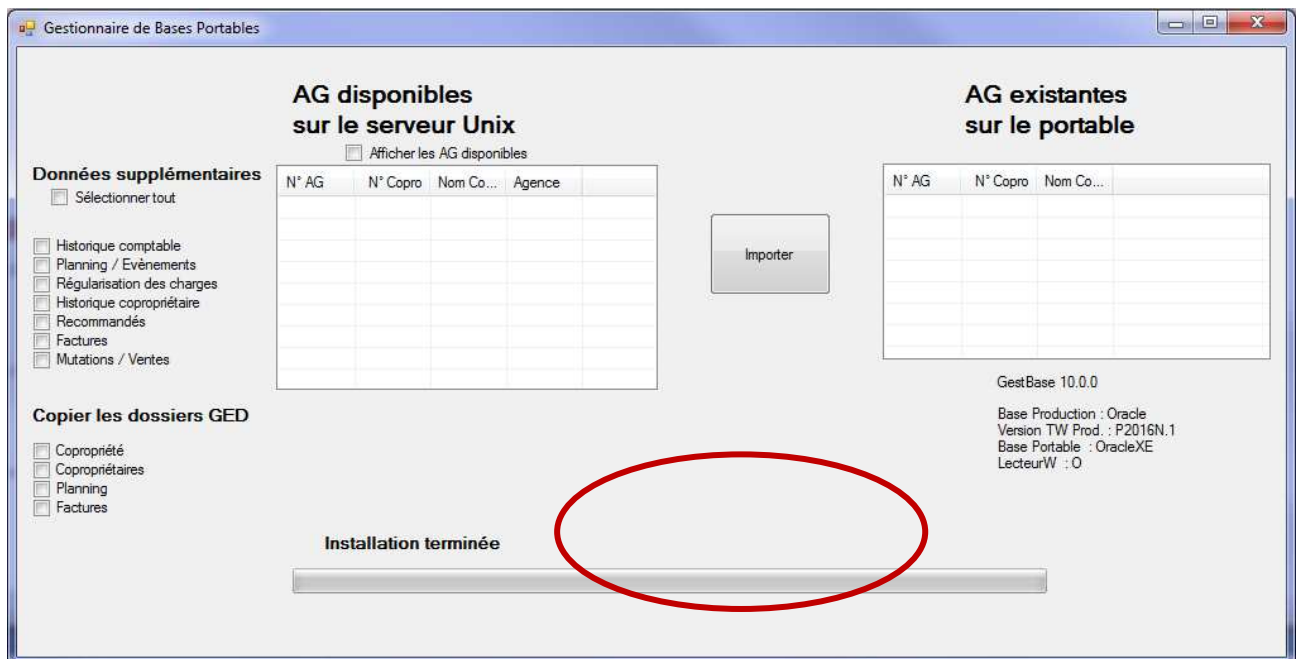 Gestionnaire de Bases Portables
AG disponibles
sur le serveur Unix
Afficher les AG disponibles
N° AG N° Copro Nom Co... Agence
Données supplémentaires
Sélectionner tout
Historique comptable
Planning / Evènements
Régularisation des charges
Historique copropriétaire
Recommandés
Factures
Mutations / Ventes
Copier les dossiers GED
Copropriété
Copropriétaires
Planning
Factures
Importer
AG existantes
sur le portable
N° AG N° Copro Nom Co...
GestBase 10.0.0
Base Production : Oracle
Version TW Prod. : P2016N.1
Base Portable : OracleXE
LecteurW : O
Installation terminée